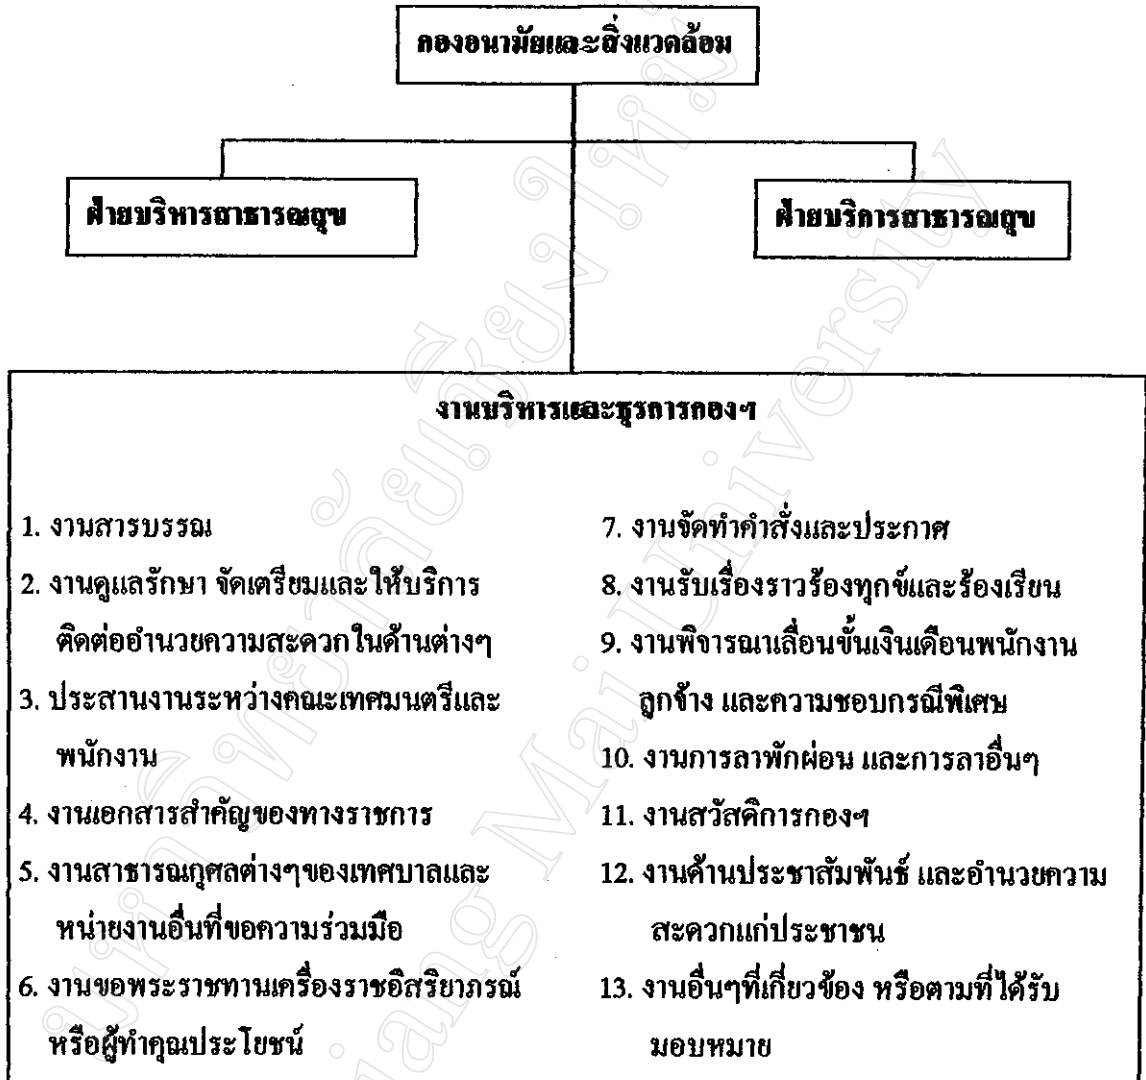 กองอนามัยและสิ่งแวดล้อม
ฝ่ายบริหารสาธารณสุข
ฝ่ายบริการสาธารณสุข
งานบริหารและธุรการกองฯ
1. งานสารบรรณ
2. งานดูแลรักษา จัดเตรียมและให้บริการ
ติดต่ออำนวยความสะดวกในด้านต่างๆ
3. ประสานงานระหว่างคณะเทศมนตรีและ
พนักงาน
4. งานเอกสารสำคัญของทางราชการ
5. งานสาธารณกุศลต่างๆของเทศบาลและ
หน่ายงานอื่นที่ขอความร่วมมือ
6. งานขอพระราชทานเครื่องราชอิสริยาภรณ์
หรือผู้ทำคุณประโยชน์
7. งานจัดทำคำสั่งและประกาศ
8. งานรับเรื่องราวร้องทุกข์และร้องเรียน
9. งานพิจารณาเลื่อนขั้นเงินเดือนพนักงาน
ลูกจ้าง และความชอบกรณีพิเศษ
10. งานการลาพักผ่อน และการลาอื่นๆ
11. งานสวัสดิการกองฯ
12. งานด้านประชาสัมพันธ์ และอำนวยความ
สะดวกแก่ประชาชน
13. งานอื่นๆที่เกี่ยวข้อง หรือตามที่ได้รับ
มอบหมาย
มหาวิทยาลัยเชียงใหม่
Chiang Mai University